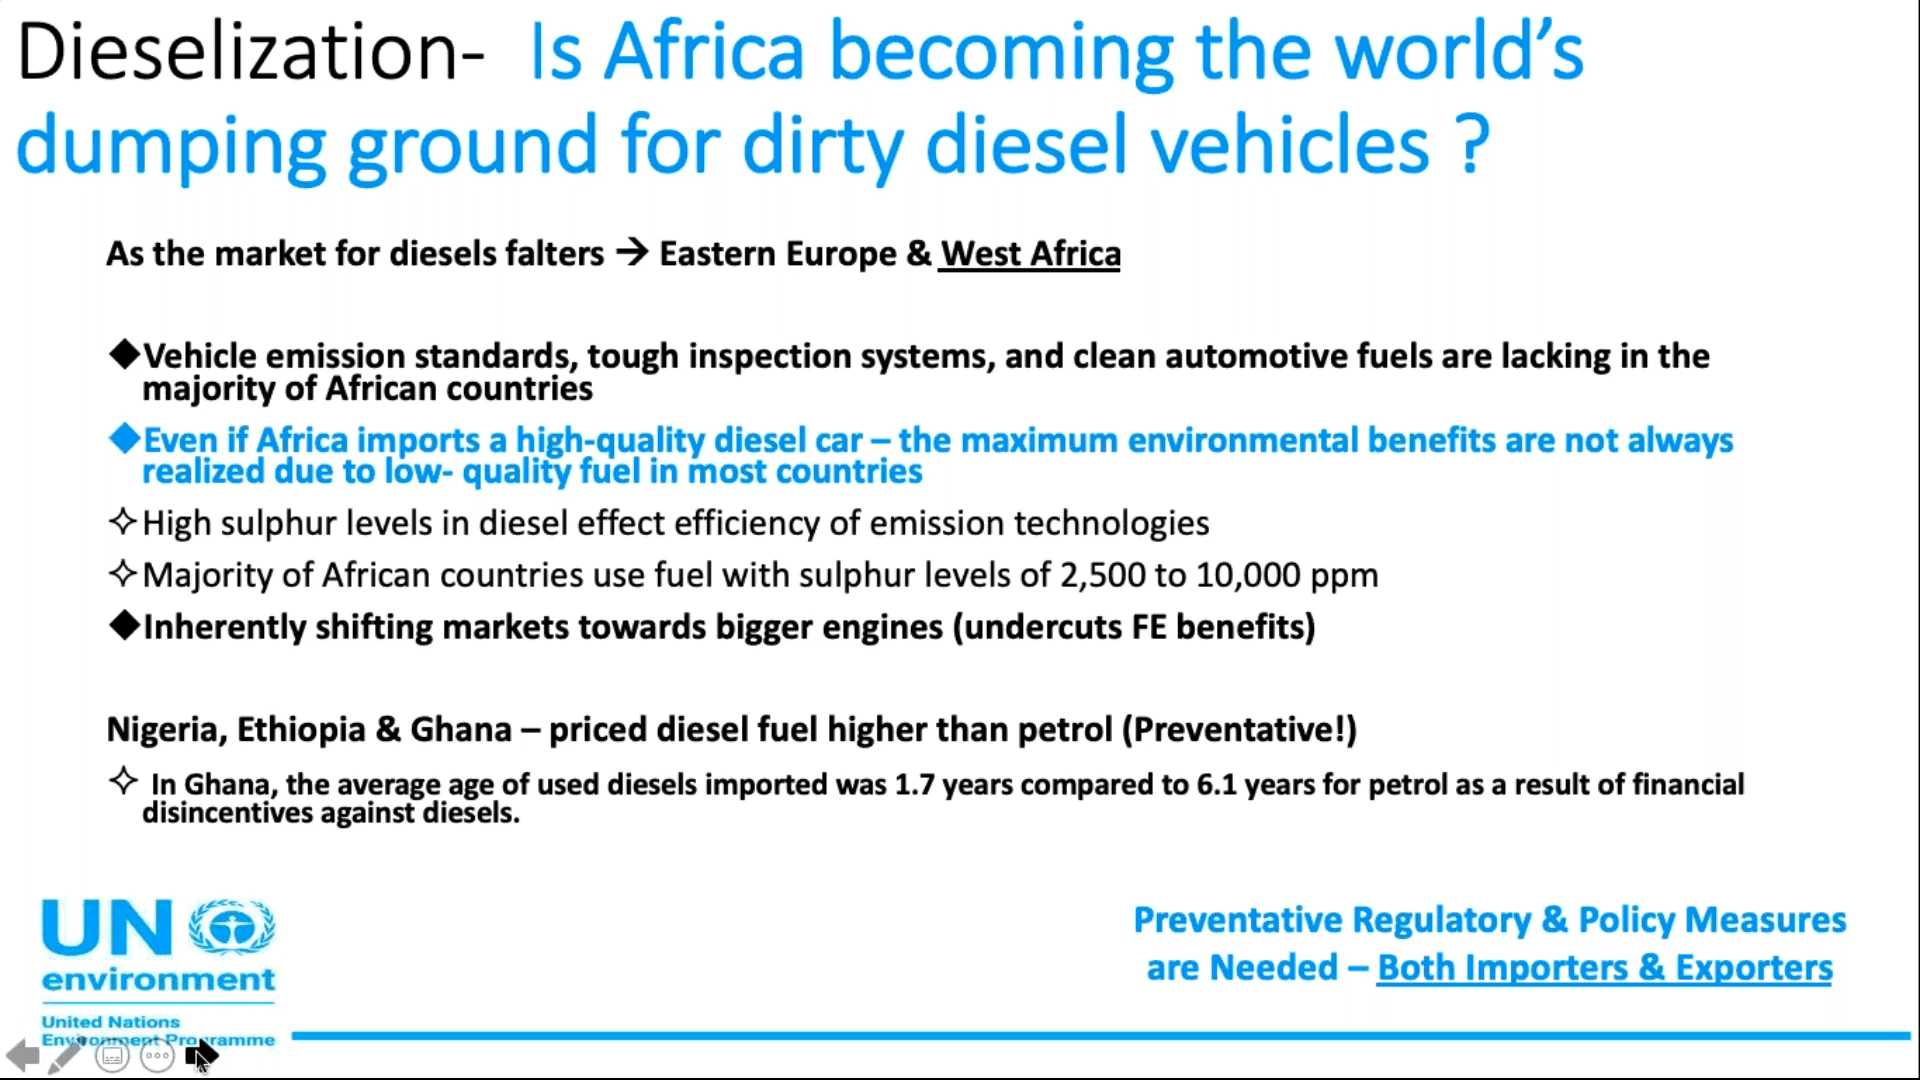 Dieselization- Is Africa becoming the world’s
dumping ground for dirty diesel vehicles ?
As the market for diesels falters → Eastern Europe & West Africa
◆Vehicle emission standards, tough inspection systems, and clean automotive fuels are lacking in the
majority of African countries
◆Even if Africa imports a high-quality diesel car – the maximum environmental benefits are not always
realized due to low- quality fuel in most countries
✧High sulphur levels in diesel effect efficiency of emission technologies
✧Majority of African countries use fuel with sulphur levels of 2,500 to 10,000 ppm
◆Inherently shifting markets towards bigger engines (undercuts FE benefits)
Nigeria, Ethiopia & Ghana – priced diesel fuel higher than petrol (Preventative!)
✧ In Ghana, the average age of used diesels imported was 1.7 years compared to 6.1 years for petrol as a result of financial
disincentives against diesels.
Preventative Regulatory & Policy Measures
are Needed – Both Importers & Exporters
UN
environment
United Nations
Environment Programme